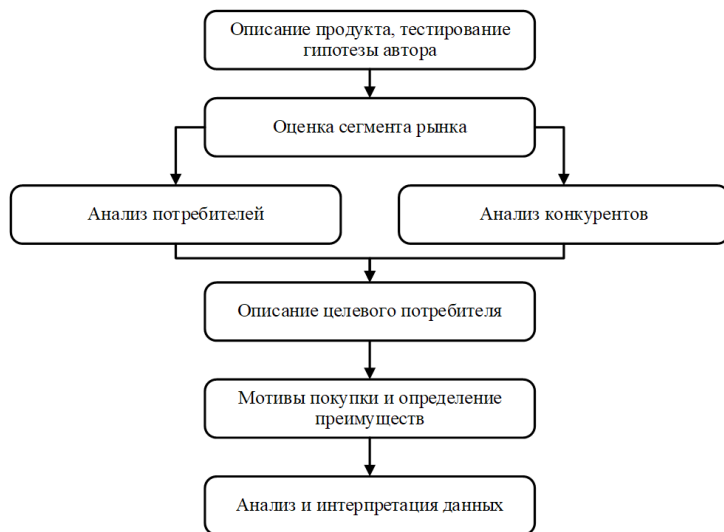 Описание продукта, тестирование
гипотезы автора
Оценка сегмента рынка
Анализ потребителей
Анализ конкурентов
Описание целевого потребителя
Мотивы покупки и определение
преимуществ
Анализ и интерпретация данных